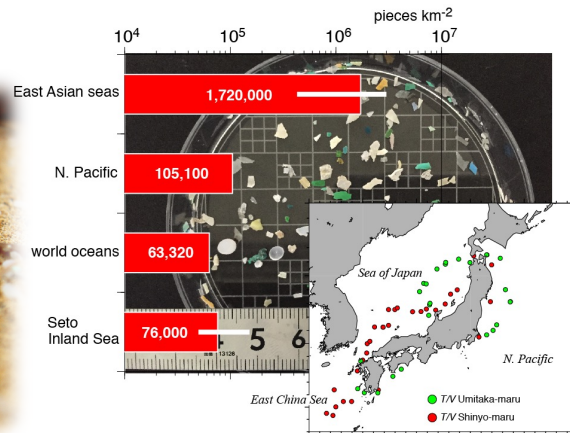 pieces km-2
104 105 106 107
East Asian seas
1,720,000
N. Pacific
105,100
world oceans
63,320
Seto
Inland Sea
76,000
5 6
13128
Sea of Japan
N. Pacific
East China Sea
T/V Umitaka-maru
T/V Shinyo-maru